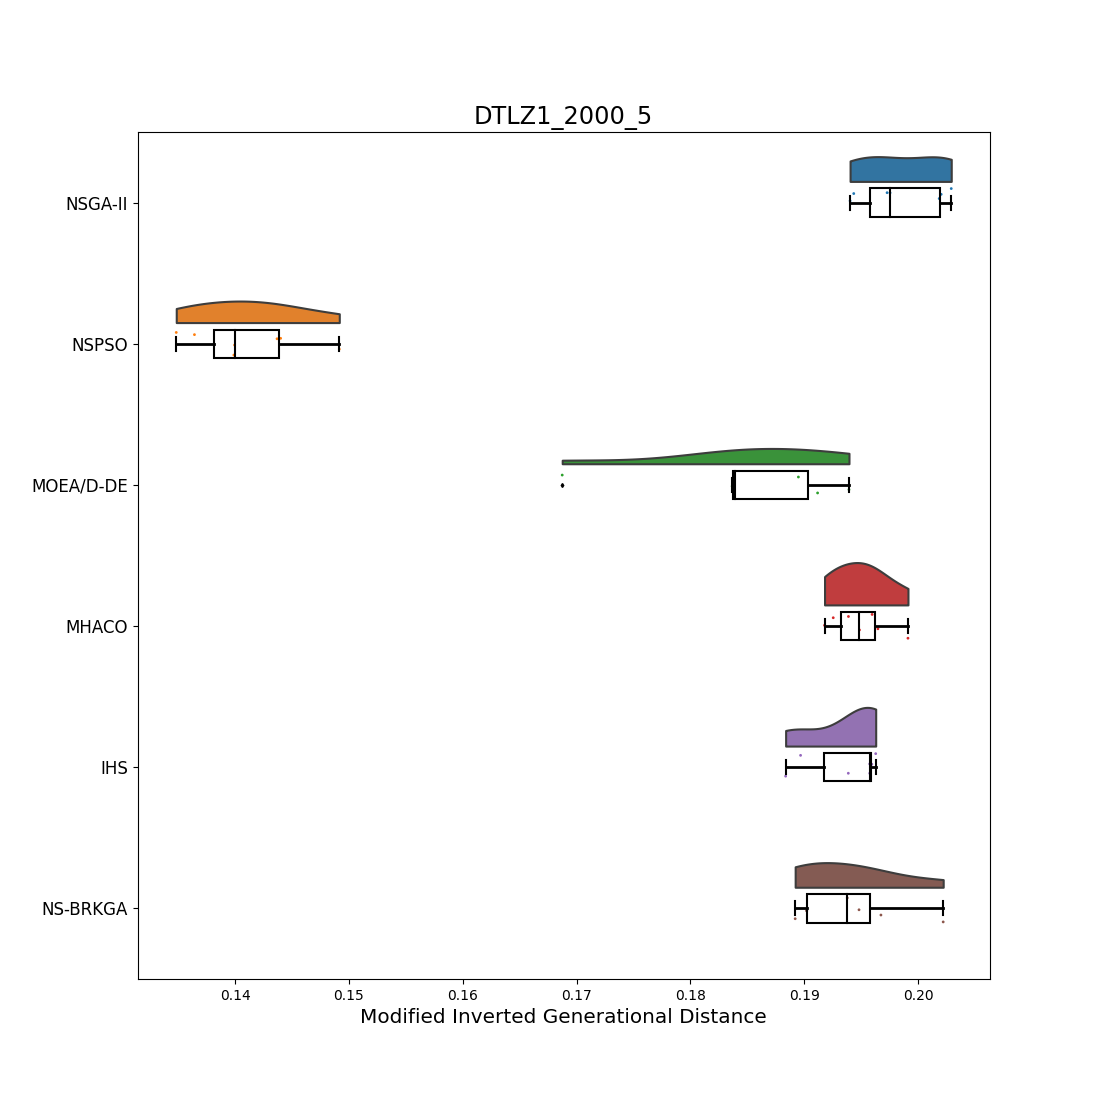 DTLZ1_2000_5
NSGA-II
NSPSO
MOEA/D-DE
MHACO
IHS
NS-BRKGA
0.14 0.15 0.16 0.17 0.18 0.19 0.20
Modified Inverted Generational Distance